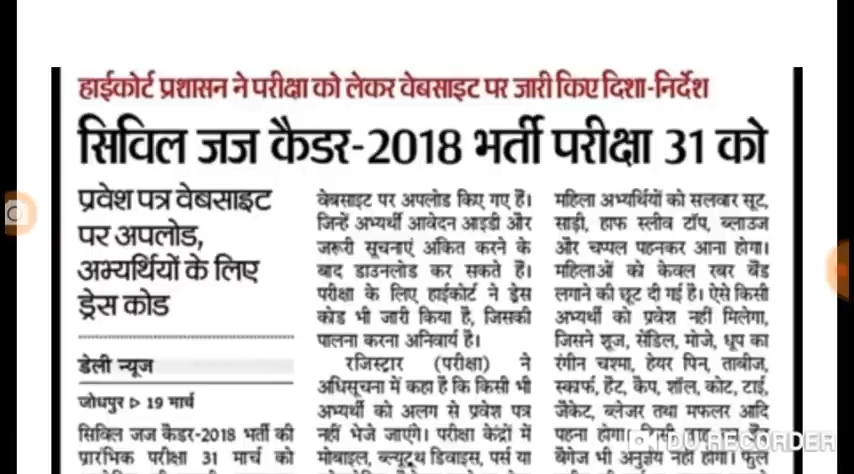 हाईकोर्ट प्रशासन ने परीक्षा को लेकर वेबसाइट पर जारी किए दिशा-निर्देश
सिविल जज कैडर-2018 भर्ती परीक्षा 31 को
प्रवेश पत्र वेबसाइट
पर अपलोड,
अभ्यर्थियों के लिए
ड्रेस कोड
डेली न्यूज
जोधपुर ▷ 19 मार्च
सिविल जज कैडर-2018 भर्ती की
प्रारंभिक परीक्षा 31 मार्च को
वेबसाइट पर अपलोड किए गए हैं।
जिन्हें अभ्यर्थी आवेदन आइडी और
जरूरी सूचनाएं अंकित करने के
बाद डाउनलोड कर सकते हैं।
परीक्षा के लिए हाईकोर्ट ने ड्रेस
कोड भी जारी किया है, जिसकी
पालना करना अनिवार्य है।
रजिस्ट्रार (परीक्षा) ने
अधिसूचना में कहा है कि किसी भी
अभ्यर्थी को अलग से प्रवेश पत्र
नहीं भेजे जाएंगे। परीक्षा केंद्रों में
मोबाइल, ब्ल्यूटूथ डिवाइस, पर्स या
महिला अभ्यर्थियों को सलवार सूट,
साड़ी, हाफ स्लीव टॉप, ब्लाउज
और चप्पल पहनकर आना होगा।
महिलाओं को केवल रबर बैंड
लगाने की छूट दी गई है। ऐसे किसी
अभ्यर्थी को प्रवेश नहीं मिलेगा,
जिसने शूज, सेंडिल, मोजे, धूप का
रंगीन चश्मा, हेयर पिन, ताबीज,
स्कार्फ, हैट, कैप, शॉल, कोट, टाई,
जैकेट, ब्लेजर तथा मफलर आदि
पहना होगा।
बैगेज भी अनुज्ञेय नहीं होगा। फुल
DU RECORDER